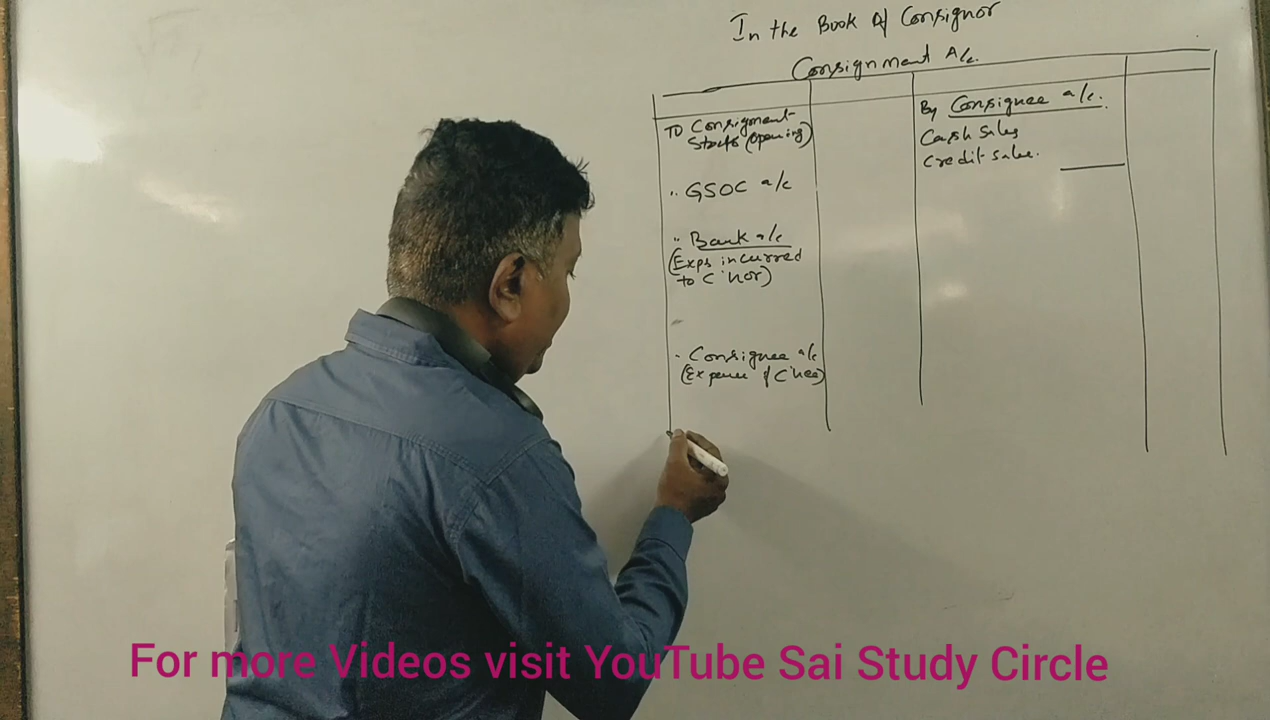 In the Book Of Consignor
Consignment A/c.
To Consignment
Stock (opening)
" GSOC a/c
" Bank a/c
(Exps incurred
to C'nor)
" Consignee a/c
(Expense of C'nee)
By Consignee a/c.
Cash Sales
Credit Sales.
For more Videos visit YouTube Sai Study Circle